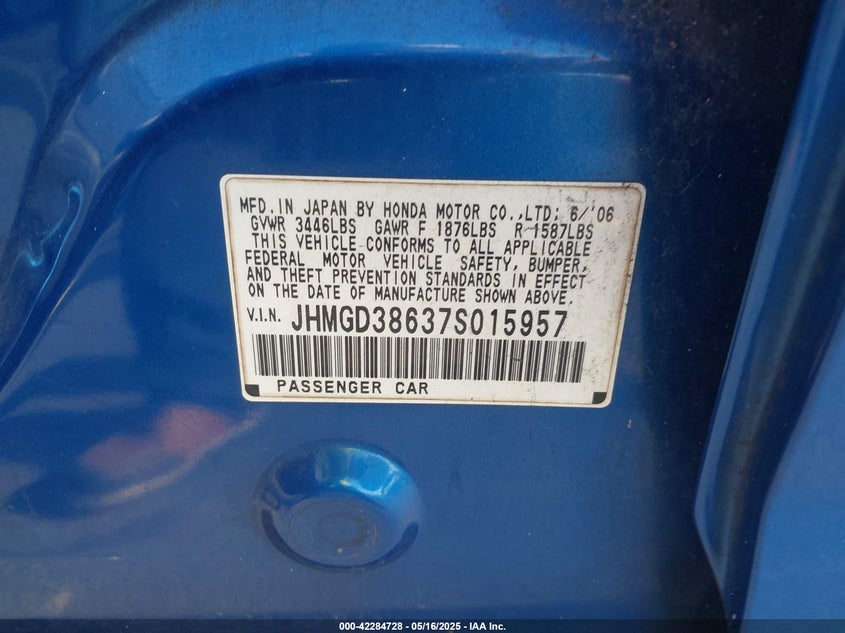 MFD. IN JAPAN BY HONDA MOTOR CO., LTD; 6/'06
GVWR 3446LBS GAWR F 1876LBS R 1587LBS
THIS VEHICLE CONFORMS TO ALL APPLICABLE
FEDERAL MOTOR VEHICLE SAFETY, BUMPER,
AND THEFT PREVENTION STANDARDS IN EFFECT
ON THE DATE OF MANUFACTURE SHOWN ABOVE.
V.I.N. JHMGD38637S015957
PASSENGER CAR
000-42284728 — 05/16/2025 — IAA Inc.